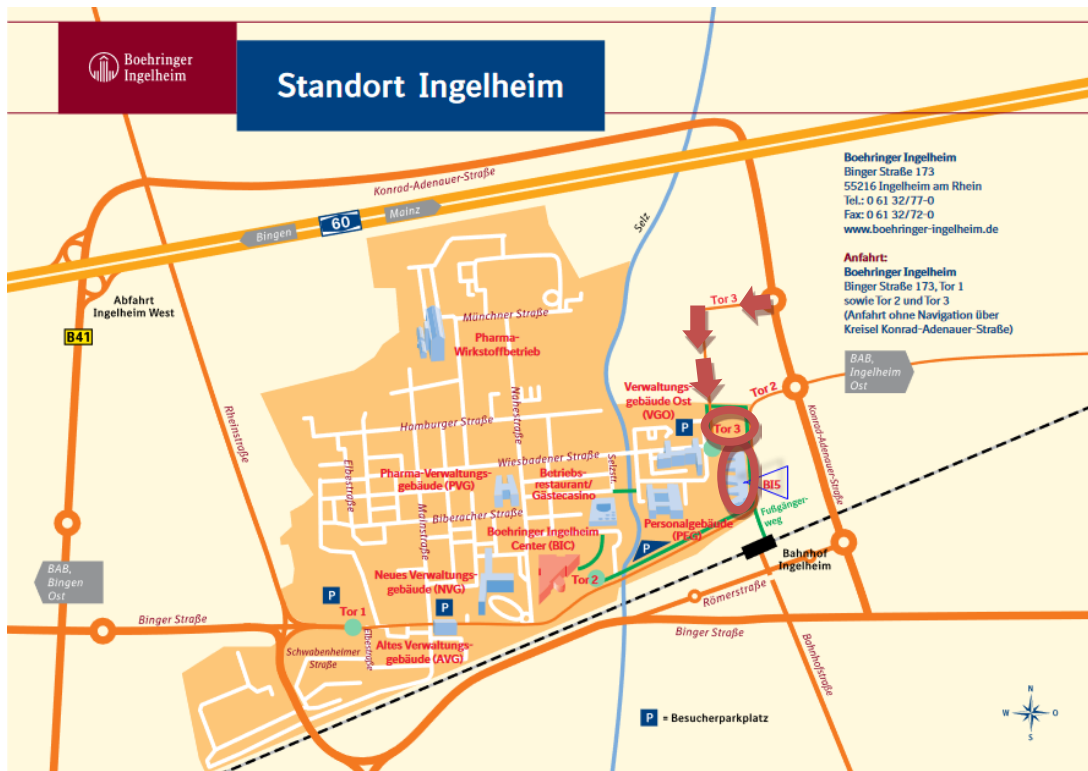 Boehringer
Ingelheim
Standort Ingelheim
Konrad-Adenauer-Straße
60
Mainz
Bingen
Selz
Boehringer Ingelheim
Binger Straße 173
55216 Ingelheim am Rhein
Tel.: 0 61 32/77-0
Fax: 0 61 32/72-0
www.boehringer-ingelheim.de
Anfahrt:
Boehringer Ingelheim
Binger Straße 173, Tor 1
sowie Tor 2 und Tor 3
(Anfahrt ohne Navigation über
Kreisel Konrad-Adenauer-Straße)
Abfahrt
Ingelheim West
B41
Tor 3
Münchner Straße
Pharma-
Wirkstoffbetrieb
BAB,
Ingelheim
Ost
Tor 2
Verwaltungs-
gebäude Ost
(VGO)
P
Tor 3
Konrad-Adenauer-Straße
Rheinstraße
Hamburger Straße
Nahestraße
Wiesbadener Straße
Selzstr.
Elbestraße
Pharma-Verwaltungs-
gebäude (PVG)
Betriebs-
restaurant/
Gästecasino
BI5
Mainstraße
Biberacher Straße
Personalgebäude
(PEG)
Fußgänger-
weg
Boehringer Ingelheim
Center (BIC)
P
Bahnhof
Ingelheim
BAB,
Bingen
Ost
Neues Verwaltungs-
gebäude (NVG)
Tor 2
Römerstraße
P
Tor 1
P
Binger Straße
Binger Straße
Elbestraße
Altes Verwaltungs-
gebäude (AVG)
Schwabenheimer
Straße
Bahnhofstraße
P = Besucherparkplatz
N
W O
S